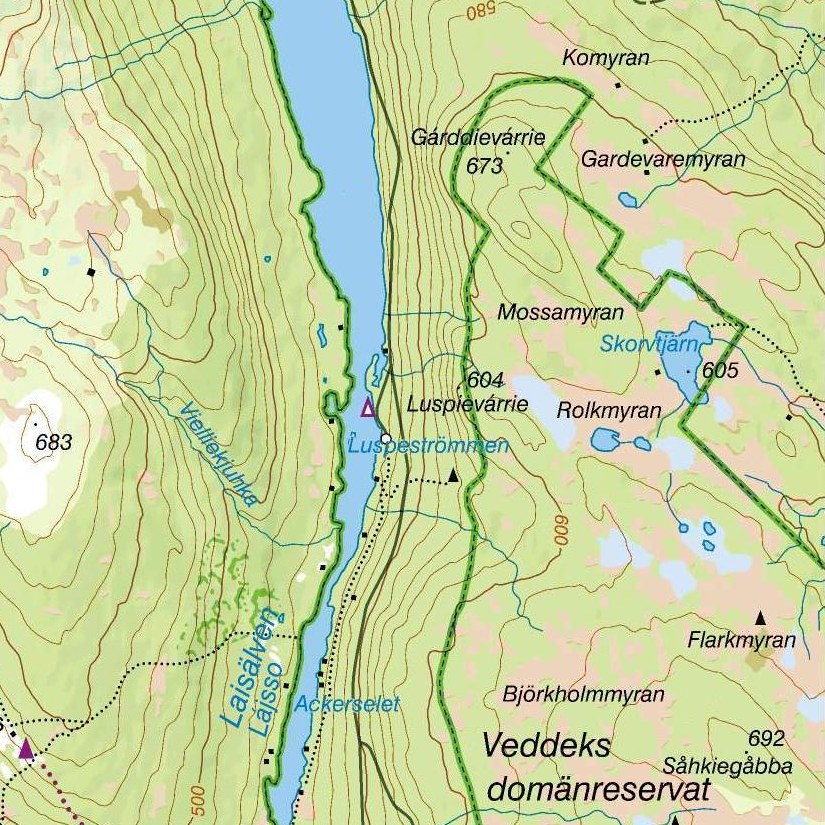 580
Komyran
Gárddievárrie
673
Gardevaremyran
Mossamyran
Skorvtjärn
605
604
Luspievárrie
Rolkmyran
683
Luspeströmmen
Vielliekjuhka
600
Laisälven
Lájsso
Flarkmyran
Björkholmmyran
Ackerselet
692
Såhkiegåbba
Veddeks
domänreservat
500